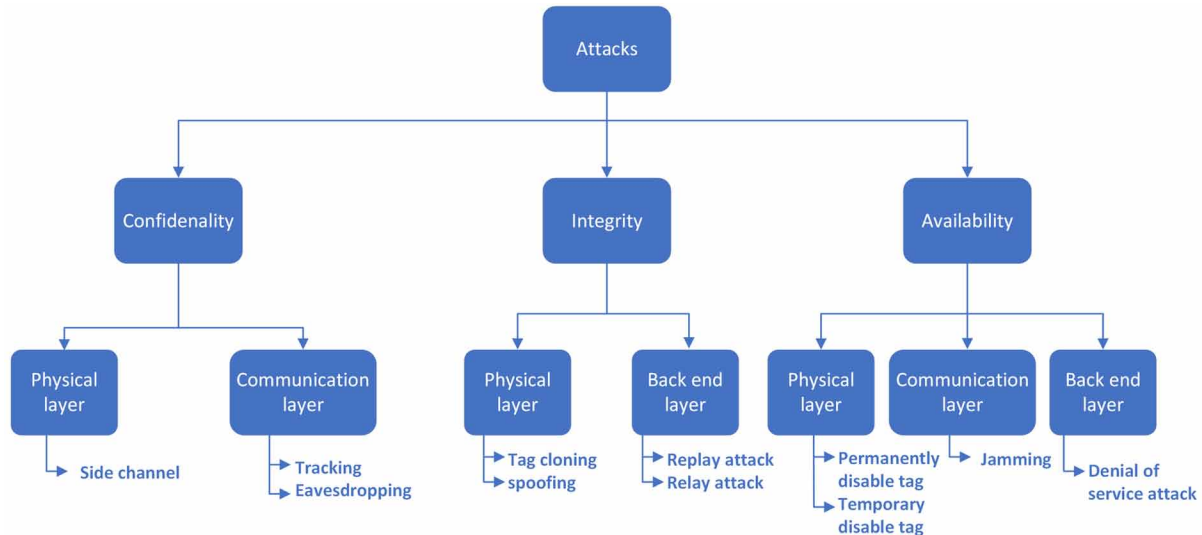 Attacks
Confidenality
Integrity
Availability
Physical
layer
Communication
layer
Physical
layer
Back end
layer
Physical
layer
Communication
layer
Back end
layer
Side channel
Tracking
Eavesdropping
Tag cloning
spoofing
Replay attack
Relay attack
Permanently
disable tag
Temporary
disable tag
Jamming
Denial of
service attack